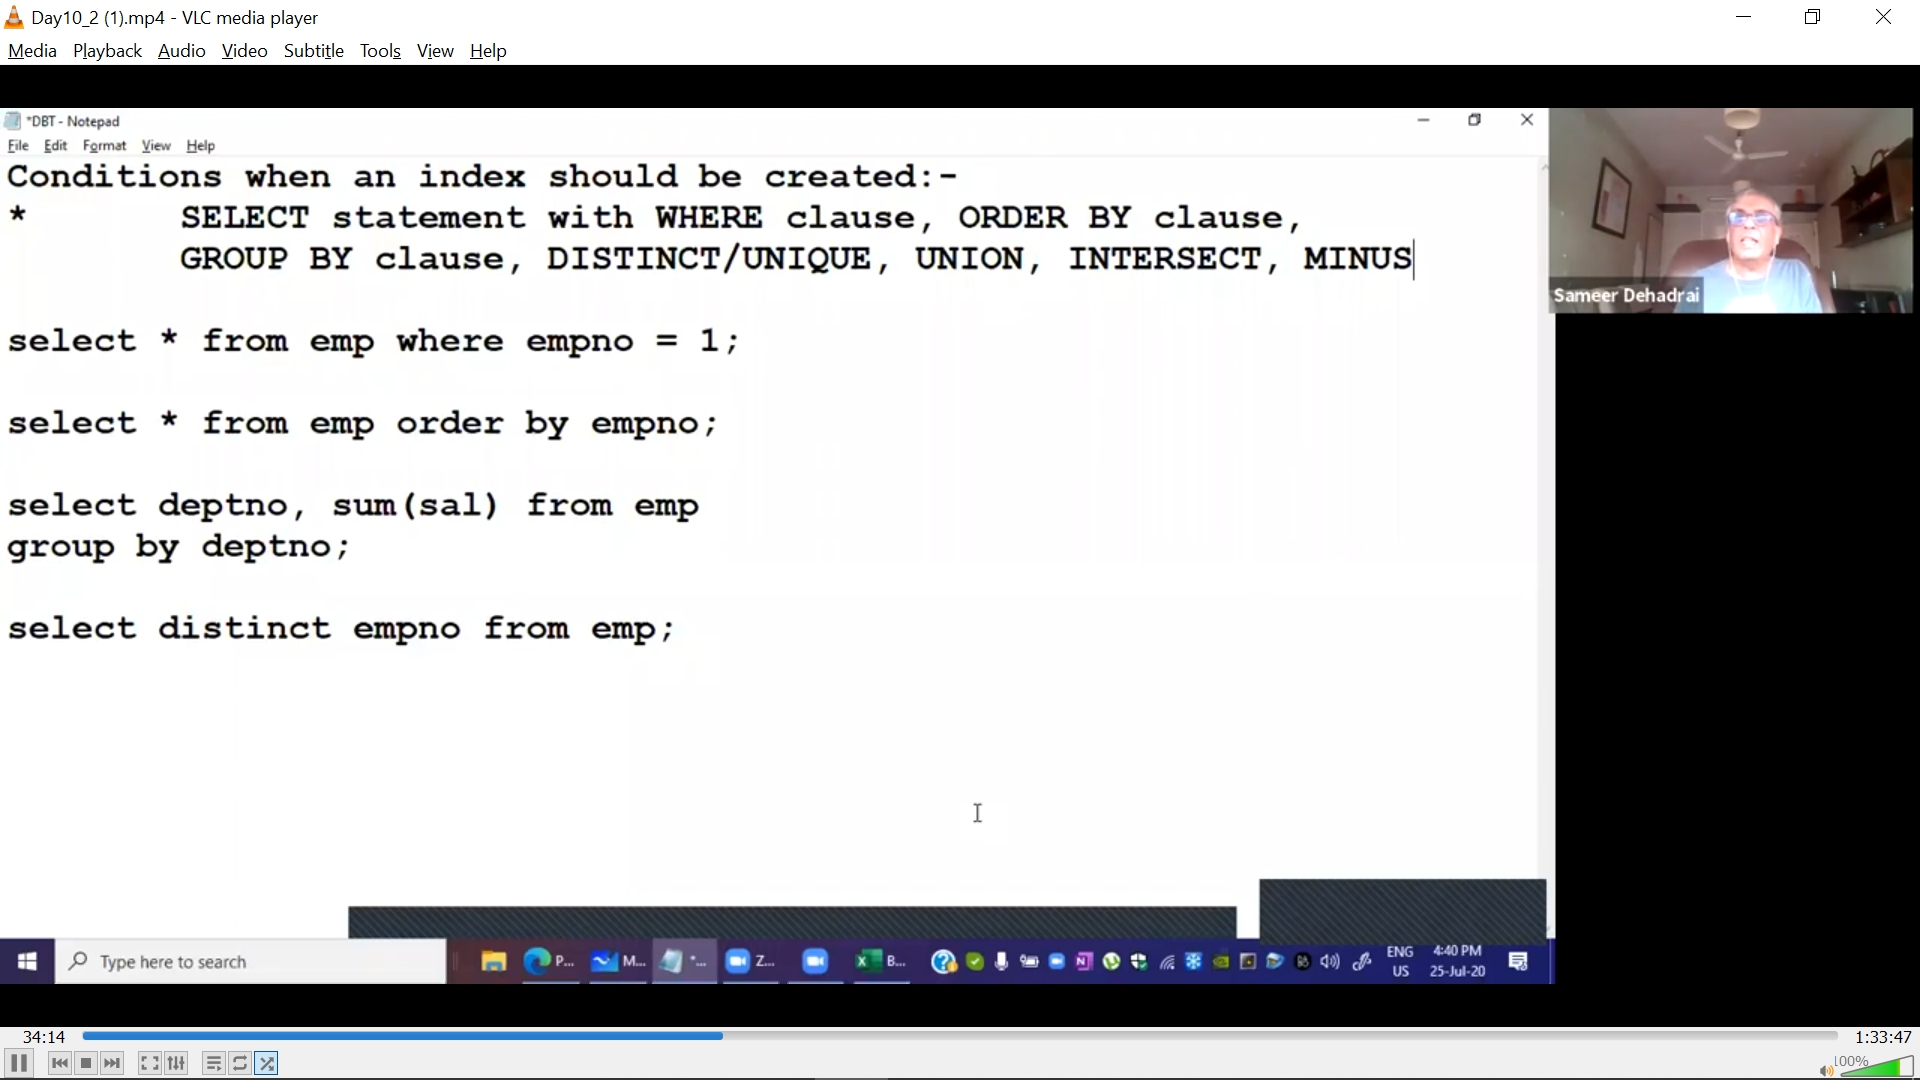 Day10_2 (1).mp4 - VLC media player
Media Playback Audio Video Subtitle Tools View Help
*DBT - Notepad
File Edit Format View Help
Conditions when an index should be created:-
* SELECT statement with WHERE clause, ORDER BY clause,
GROUP BY clause, DISTINCT/UNIQUE, UNION, INTERSECT, MINUS
Sameer Dehadrai
select * from emp where empno = 1;
select * from emp order by empno;
select deptno, sum(sal) from emp
group by deptno;
select distinct empno from emp;
Type here to search
P...
M...
*...
Z...
B...
ENG
US
4:40 PM
25-Jul-20
34:14
1:33:47
100%